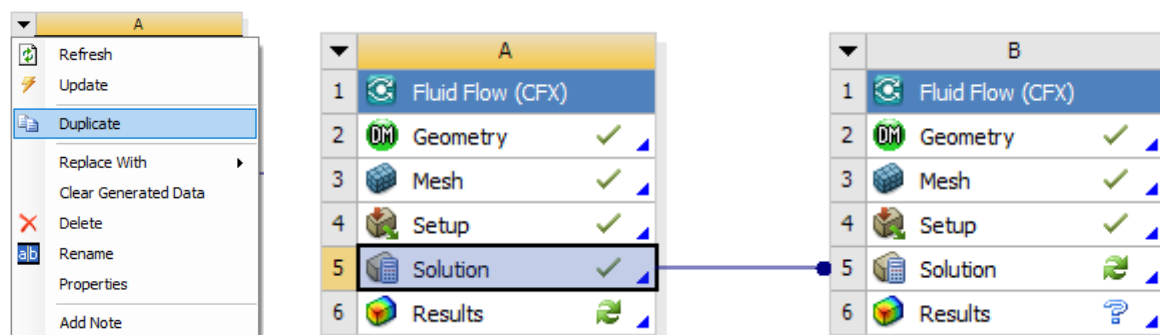 A
Refresh
Update
Duplicate
Replace With
Clear Generated Data
Delete
a|b Rename
Properties
Add Note
A
1 Fluid Flow (CFX)
2 DM Geometry
3 Mesh
4 Setup
5 Solution
6 Results
B
1 Fluid Flow (CFX)
2 DM Geometry
3 Mesh
4 Setup
5 Solution
6 Results ?